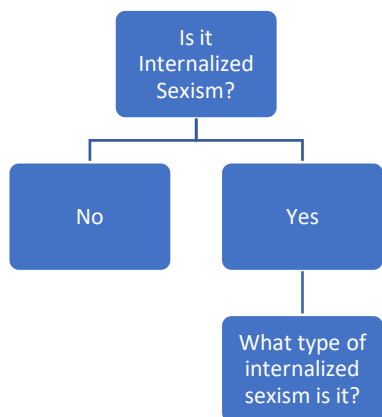 Is it
Internalized
Sexism?
No
Yes
What type of
internalized
sexism is it?